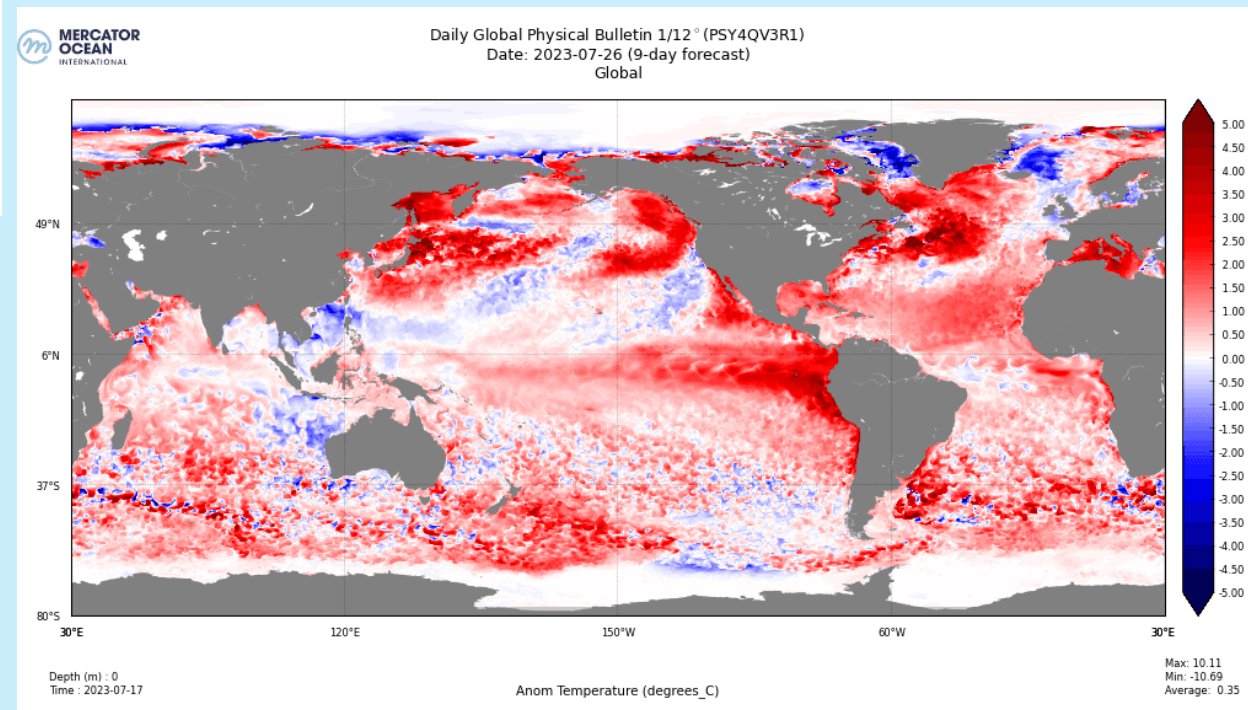 MERCATOR
OCEAN
INTERNATIONAL
Daily Global Physical Bulletin 1/12°(PSY4QV3R1)
Date: 2023-07-26 (9-day forecast)
Global
49°N
6°N
37°S
80°S
30°E
120°E
150°W
60°W
30°E
5.00
4.50
4.00
3.50
3.00
2.50
2.00
1.50
1.00
0.50
0.00
-0.50
-1.00
-1.50
-2.00
-2.50
-3.00
-3.50
-4.00
-4.50
-5.00
Depth (m) : 0
Time : 2023-07-17
Anom Temperature (degrees_C)
Max: 10.11
Min: -10.69
Average: 0.35